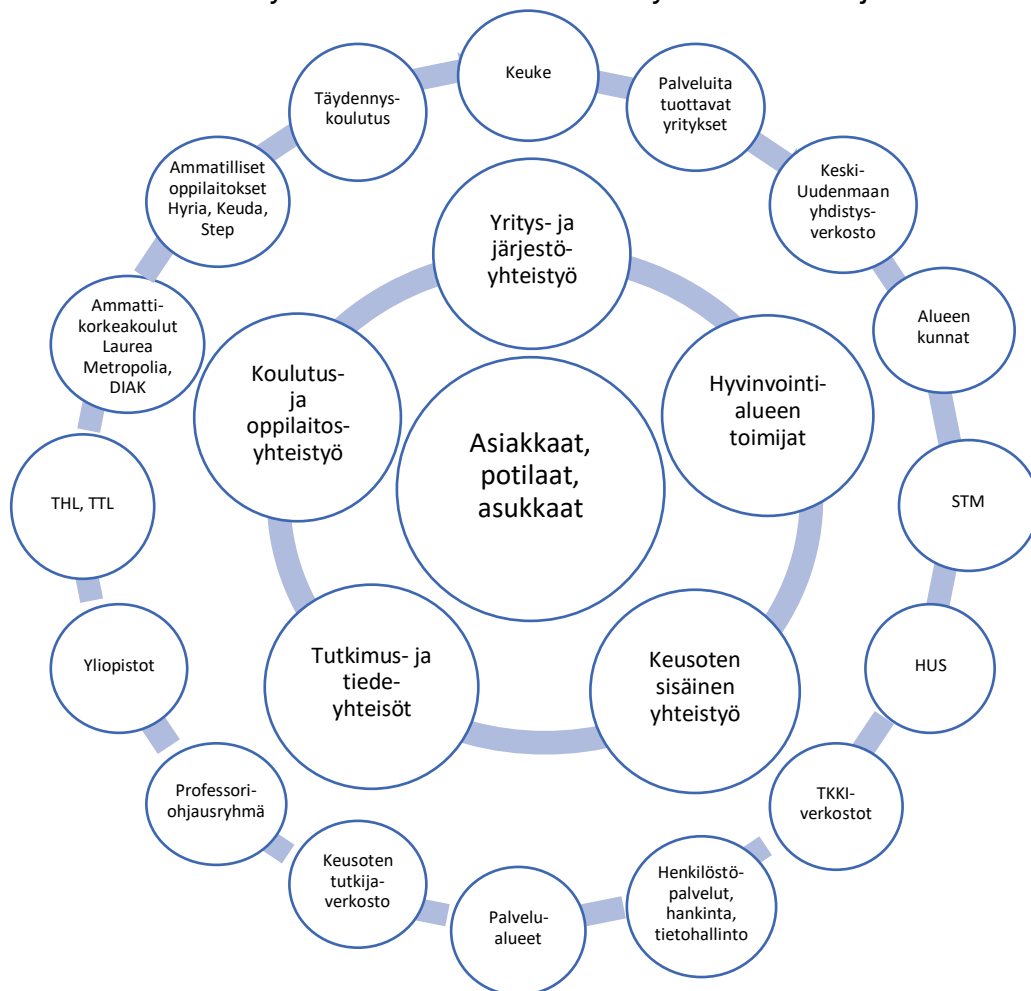 Keuke
Palveluita
tuottavat
yritykset
Keski-
Uudenmaan
yhdistys-
verkosto
Alueen
kunnat
STM
HUS
TKKI-
verkostot
Henkilöstö-
palvelut,
hankinta,
tietohallinto
Palvelu-
alueet
Keusoten
tutkija-
verkosto
Professori-
ohjausryhmä
Yliopistot
THL, TTL
Ammatti-
korkeakoulut
Laurea
Metropolia,
DIAK
Ammatilliset
oppilaitokset
Hyria, Keuda,
Step
Täydennys-
koulutus
Yritys- ja
järjestö-
yhteistyö
Hyvinvointi-
alueen
toimijat
Keusoten
sisäinen
yhteistyö
Tutkimus- ja
tiede-
yhteisöt
Koulutus-
ja
oppilaitos-
yhteistyö
Asiakkaat,
potilaat,
asukkaat